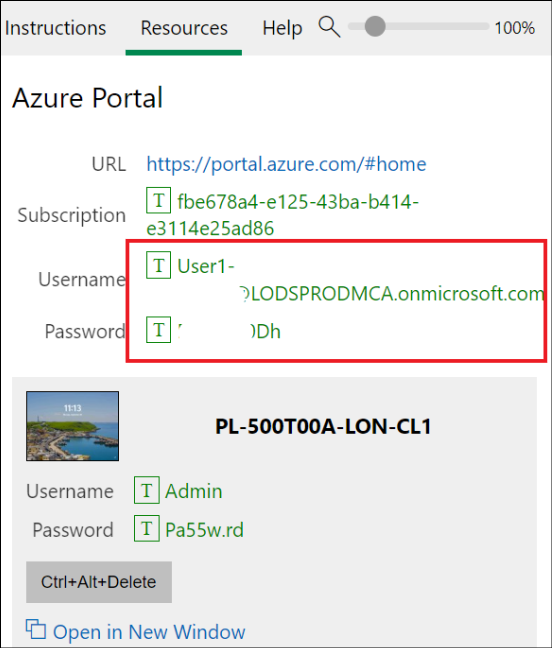 Instructions Resources Help 100%
Azure Portal
URL https://portal.azure.com/#home
Subscription T fbe678a4-e125-43ba-b414-
e3114e25ad86
Username T User1-
@LODSPRODMCA.onmicrosoft.com
Password T Dh
11:13
PL-500T00A-LON-CL1
Username T Admin
Password T Pa55w.rd
Ctrl+Alt+Delete
Open in New Window